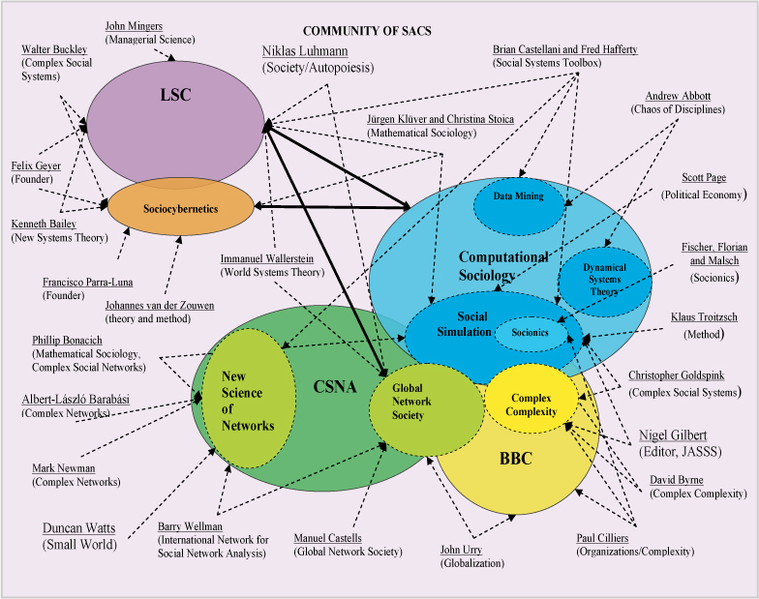 COMMUNITY OF SACS
John Mingers
(Managerial Science)
Walter Buckley
(Complex Social
Systems)
Niklas Luhmann
(Society/Autopoiesis)
Brian Castellani and Fred Hafferty
(Social Systems Toolbox)
LSC
Andrew Abbott
(Chaos of Disciplines)
Jürgen Klüver and Christina Stoica
(Mathematical Sociology)
Felix Geyer
(Founder)
Scott Page
(Political Economy)
Data Mining
Sociocybernetics
Kenneth Bailey
(New Systems Theory)
Immanuel Wallerstein
(World Systems Theory)
Computational
Sociology
Fischer, Florian
and Malsch
(Socionics)
Dynamical
Systems
Theory
Francisco Parra-Luna
(Founder)
Johannes van der Zouwen
(theory and method)
Social
Simulation
Socionics
Klaus Troitzsch
(Method)
Phillip Bonacich
(Mathematical Sociology,
Complex Social Networks)
New
Science
of
Networks
CSNA
Global
Network
Society
Complex
Complexity
Christopher Goldspink
(Complex Social Systems)
Albert-László Barabási
(Complex Networks)
Nigel Gilbert
(Editor, JASSS)
BBC
Mark Newman
(Complex Networks)
David Byrne
(Complex Complexity)
Duncan Watts
(Small World)
Barry Wellman
(International Network for
Social Network Analysis)
Manuel Castells
(Global Network Society)
John Urry
(Globalization)
Paul Cilliers
(Organizations/Complexity)